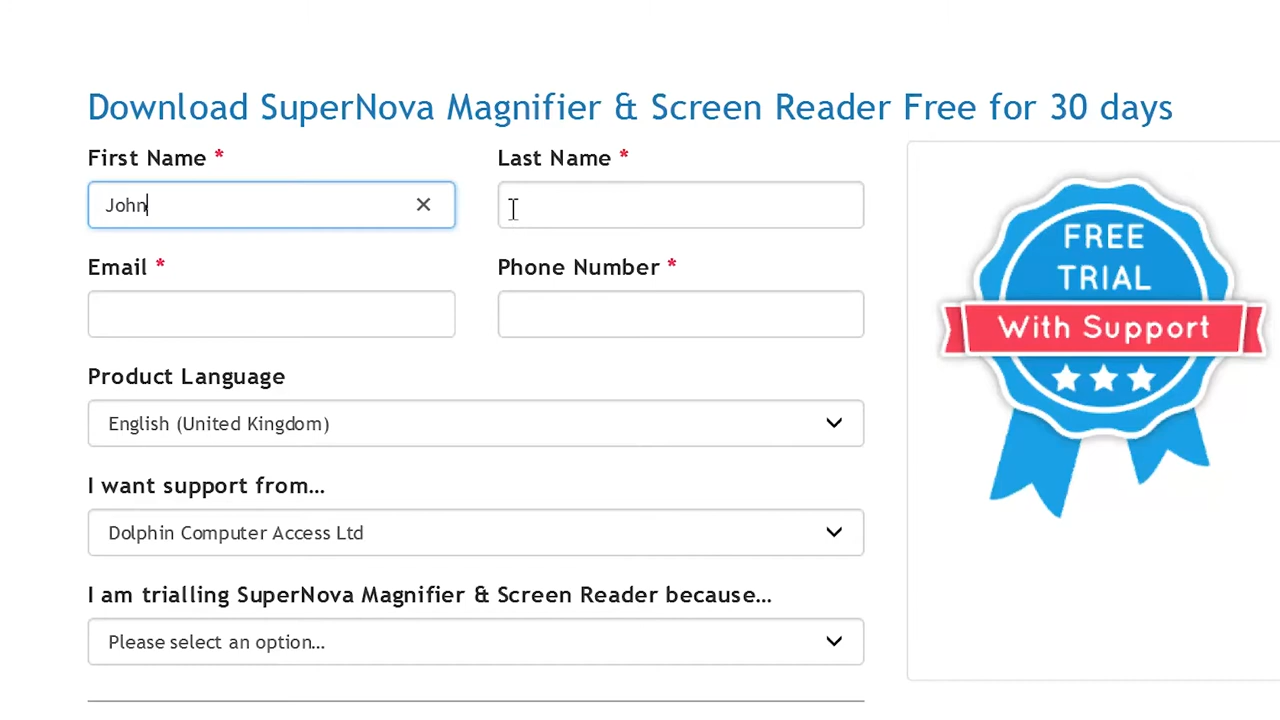 Download SuperNova Magnifier & Screen Reader Free for 30 days
First Name *
Last Name *
John
Email *
Phone Number *
Product Language
English (United Kingdom)
I want support from...
Dolphin Computer Access Ltd
I am trialling SuperNova Magnifier & Screen Reader because...
Please select an option...
FREE
TRIAL
With Support